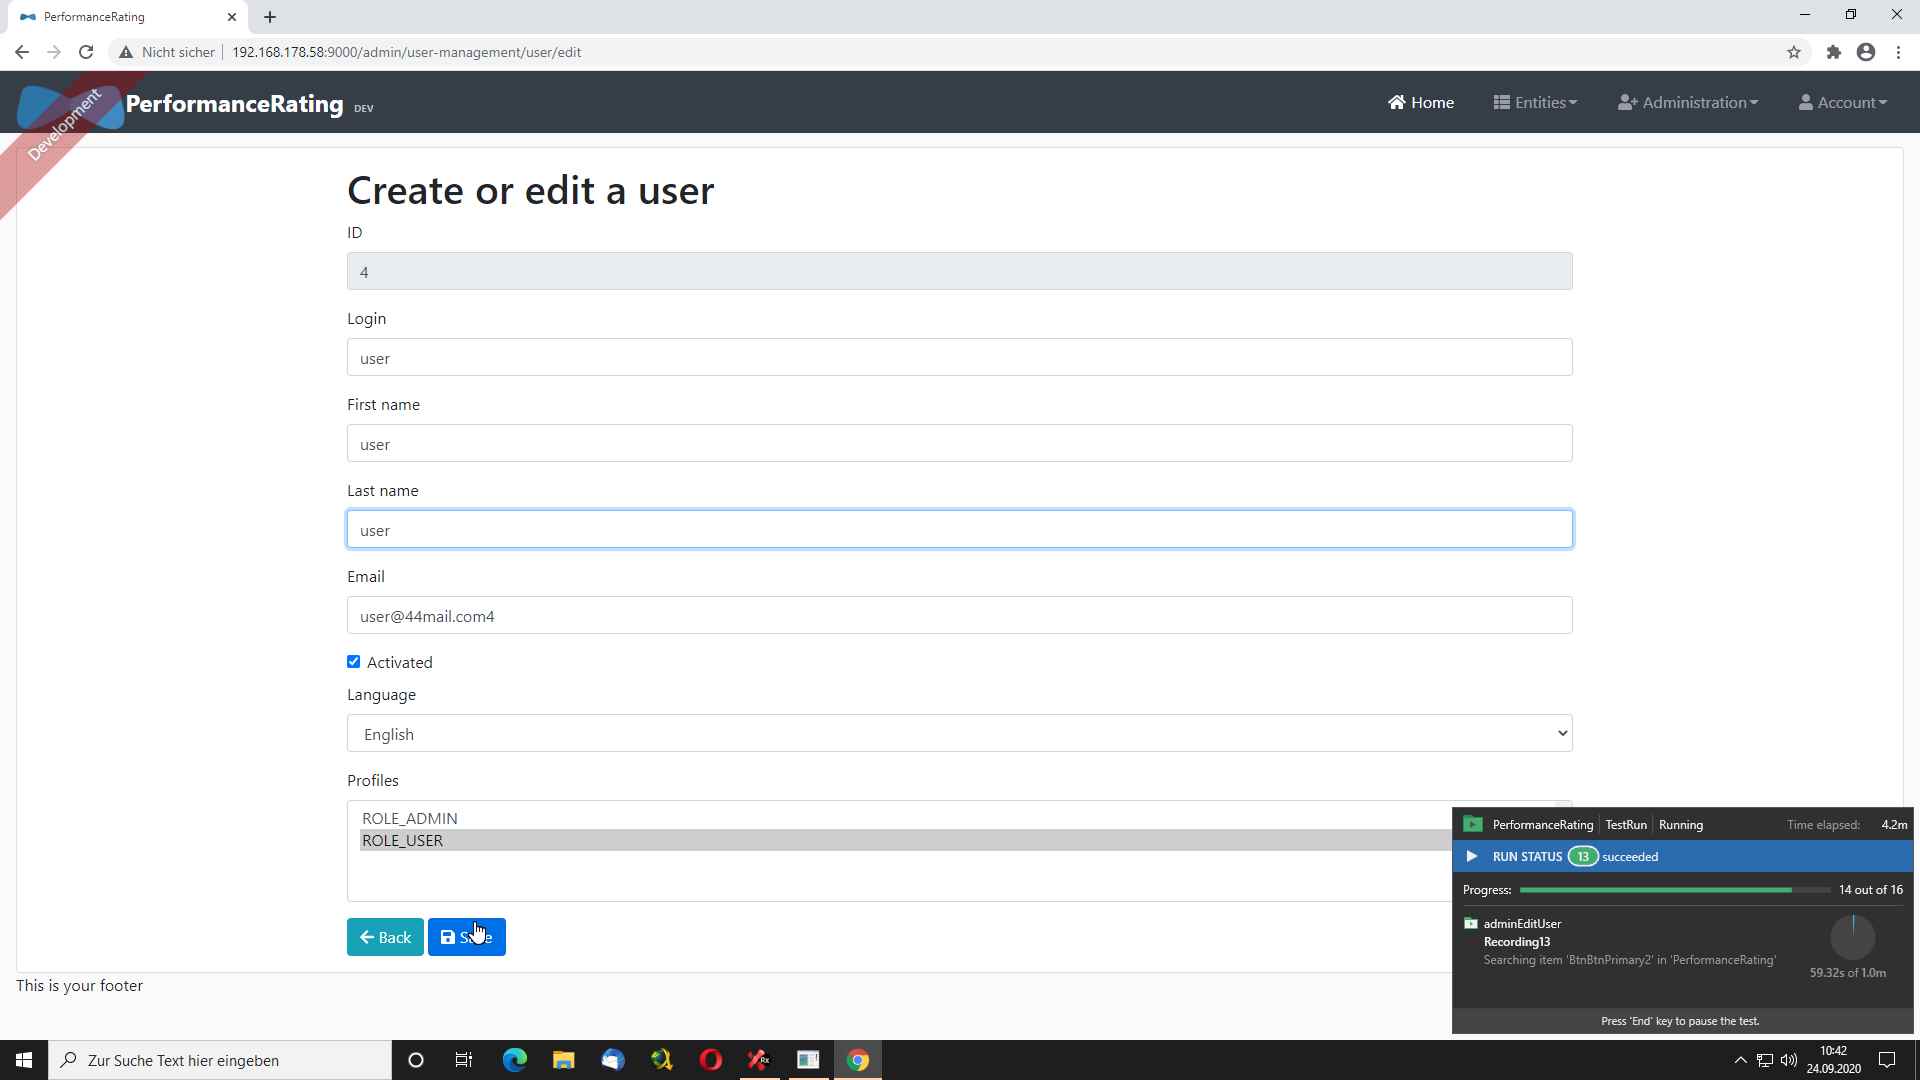 PerformanceRating
Nicht sicher
192.168.178.58:9000/admin/user-management/user/edit
Development
PerformanceRating DEV
Home
Entities
Administration
Account
Create or edit a user
ID
4
Login
user
First name
user
Last name
user
Email
user@44mail.com4
Activated
Language
English
Profiles
ROLE_ADMIN
ROLE_USER
Back
This is your footer
PerformanceRating TestRun Running Time elapsed: 4.2m
RUN STATUS 13 succeeded
Progress: 14 out of 16
adminEditUser
Recording13
Searching item 'BtnBtnPrimary2' in 'PerformanceRating'
59.32s of 1.0m
Press 'End' key to pause the test.
Zur Suche Text hier eingeben
Rx
10:42
24.09.2020